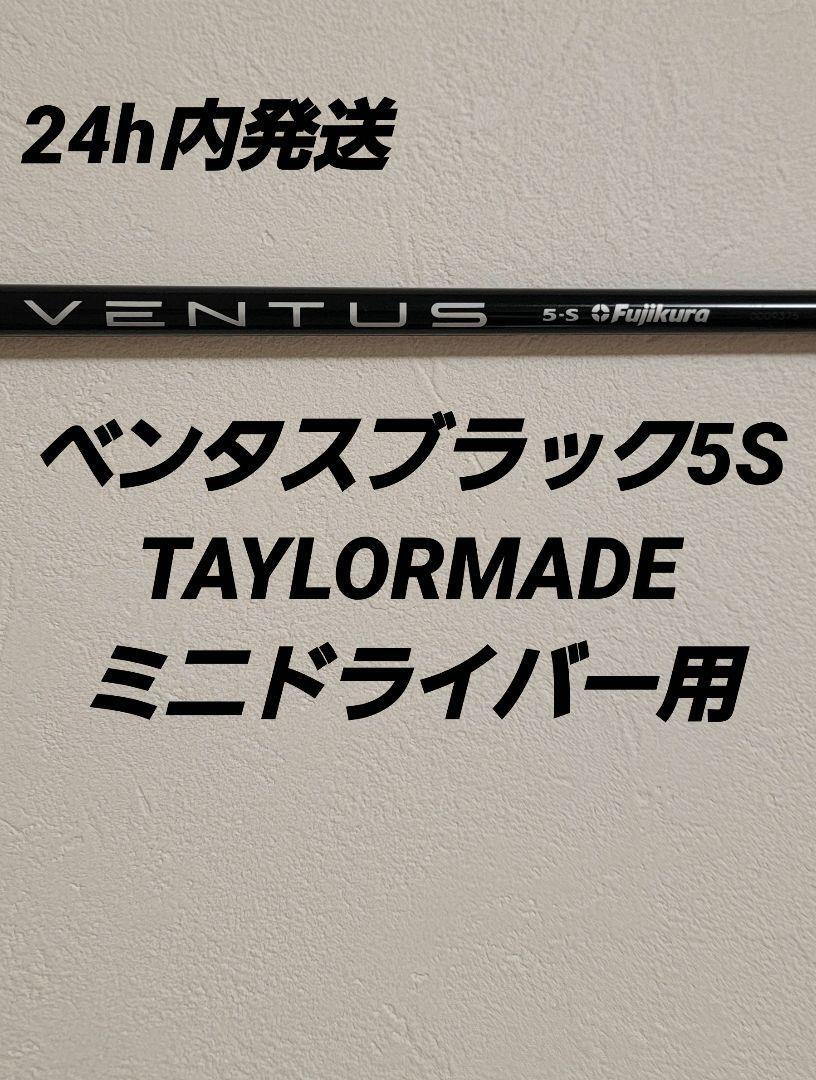 24h内発送
VENTUS 5-S Fujikura
ベンタスブラック5S
TAYLORMADE
ミニドライバー用